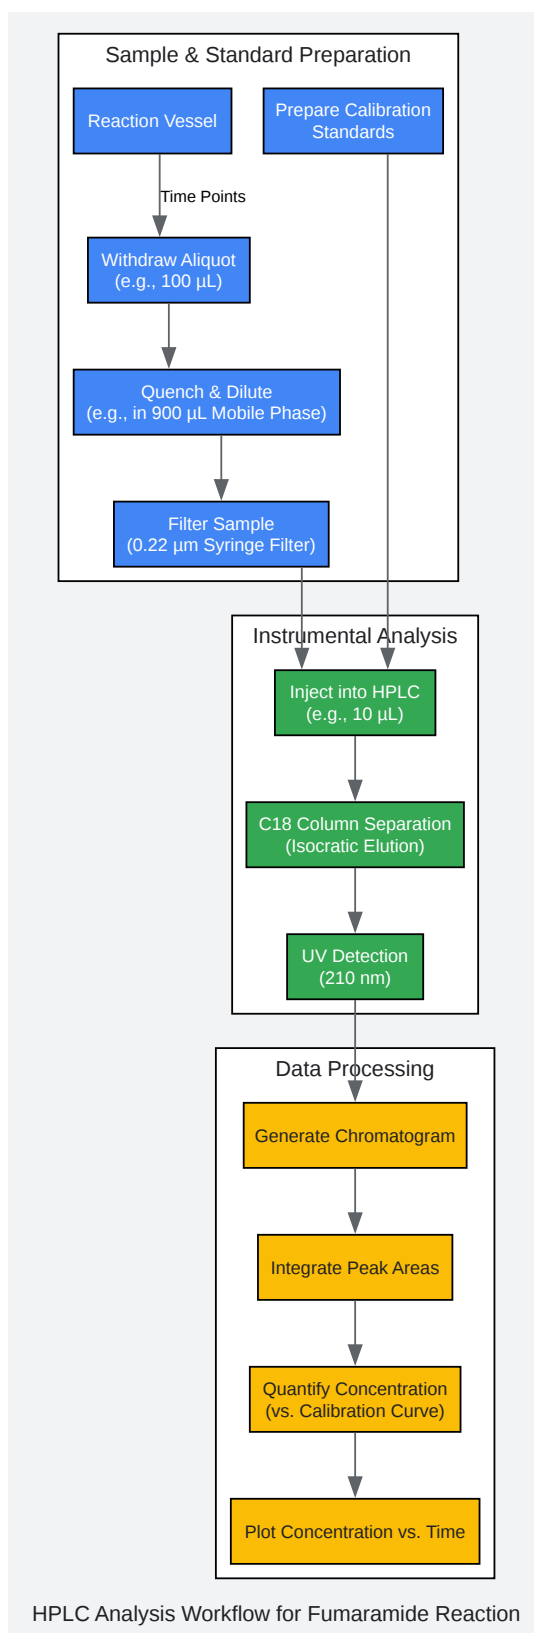 Sample & Standard Preparation
Reaction Vessel
Prepare Calibration
Standards
Time Points
Withdraw Aliquot
(e.g., 100 µL)
Quench & Dilute
(e.g., in 900 µL Mobile Phase)
Filter Sample
(0.22 µm Syringe Filter)
Instrumental Analysis
Inject into HPLC
(e.g., 10 µL)
C18 Column Separation
(Isocratic Elution)
UV Detection
(210 nm)
Data Processing
Generate Chromatogram
Integrate Peak Areas
Quantify Concentration
(vs. Calibration Curve)
Plot Concentration vs. Time
HPLC Analysis Workflow for Fumaramide Reaction